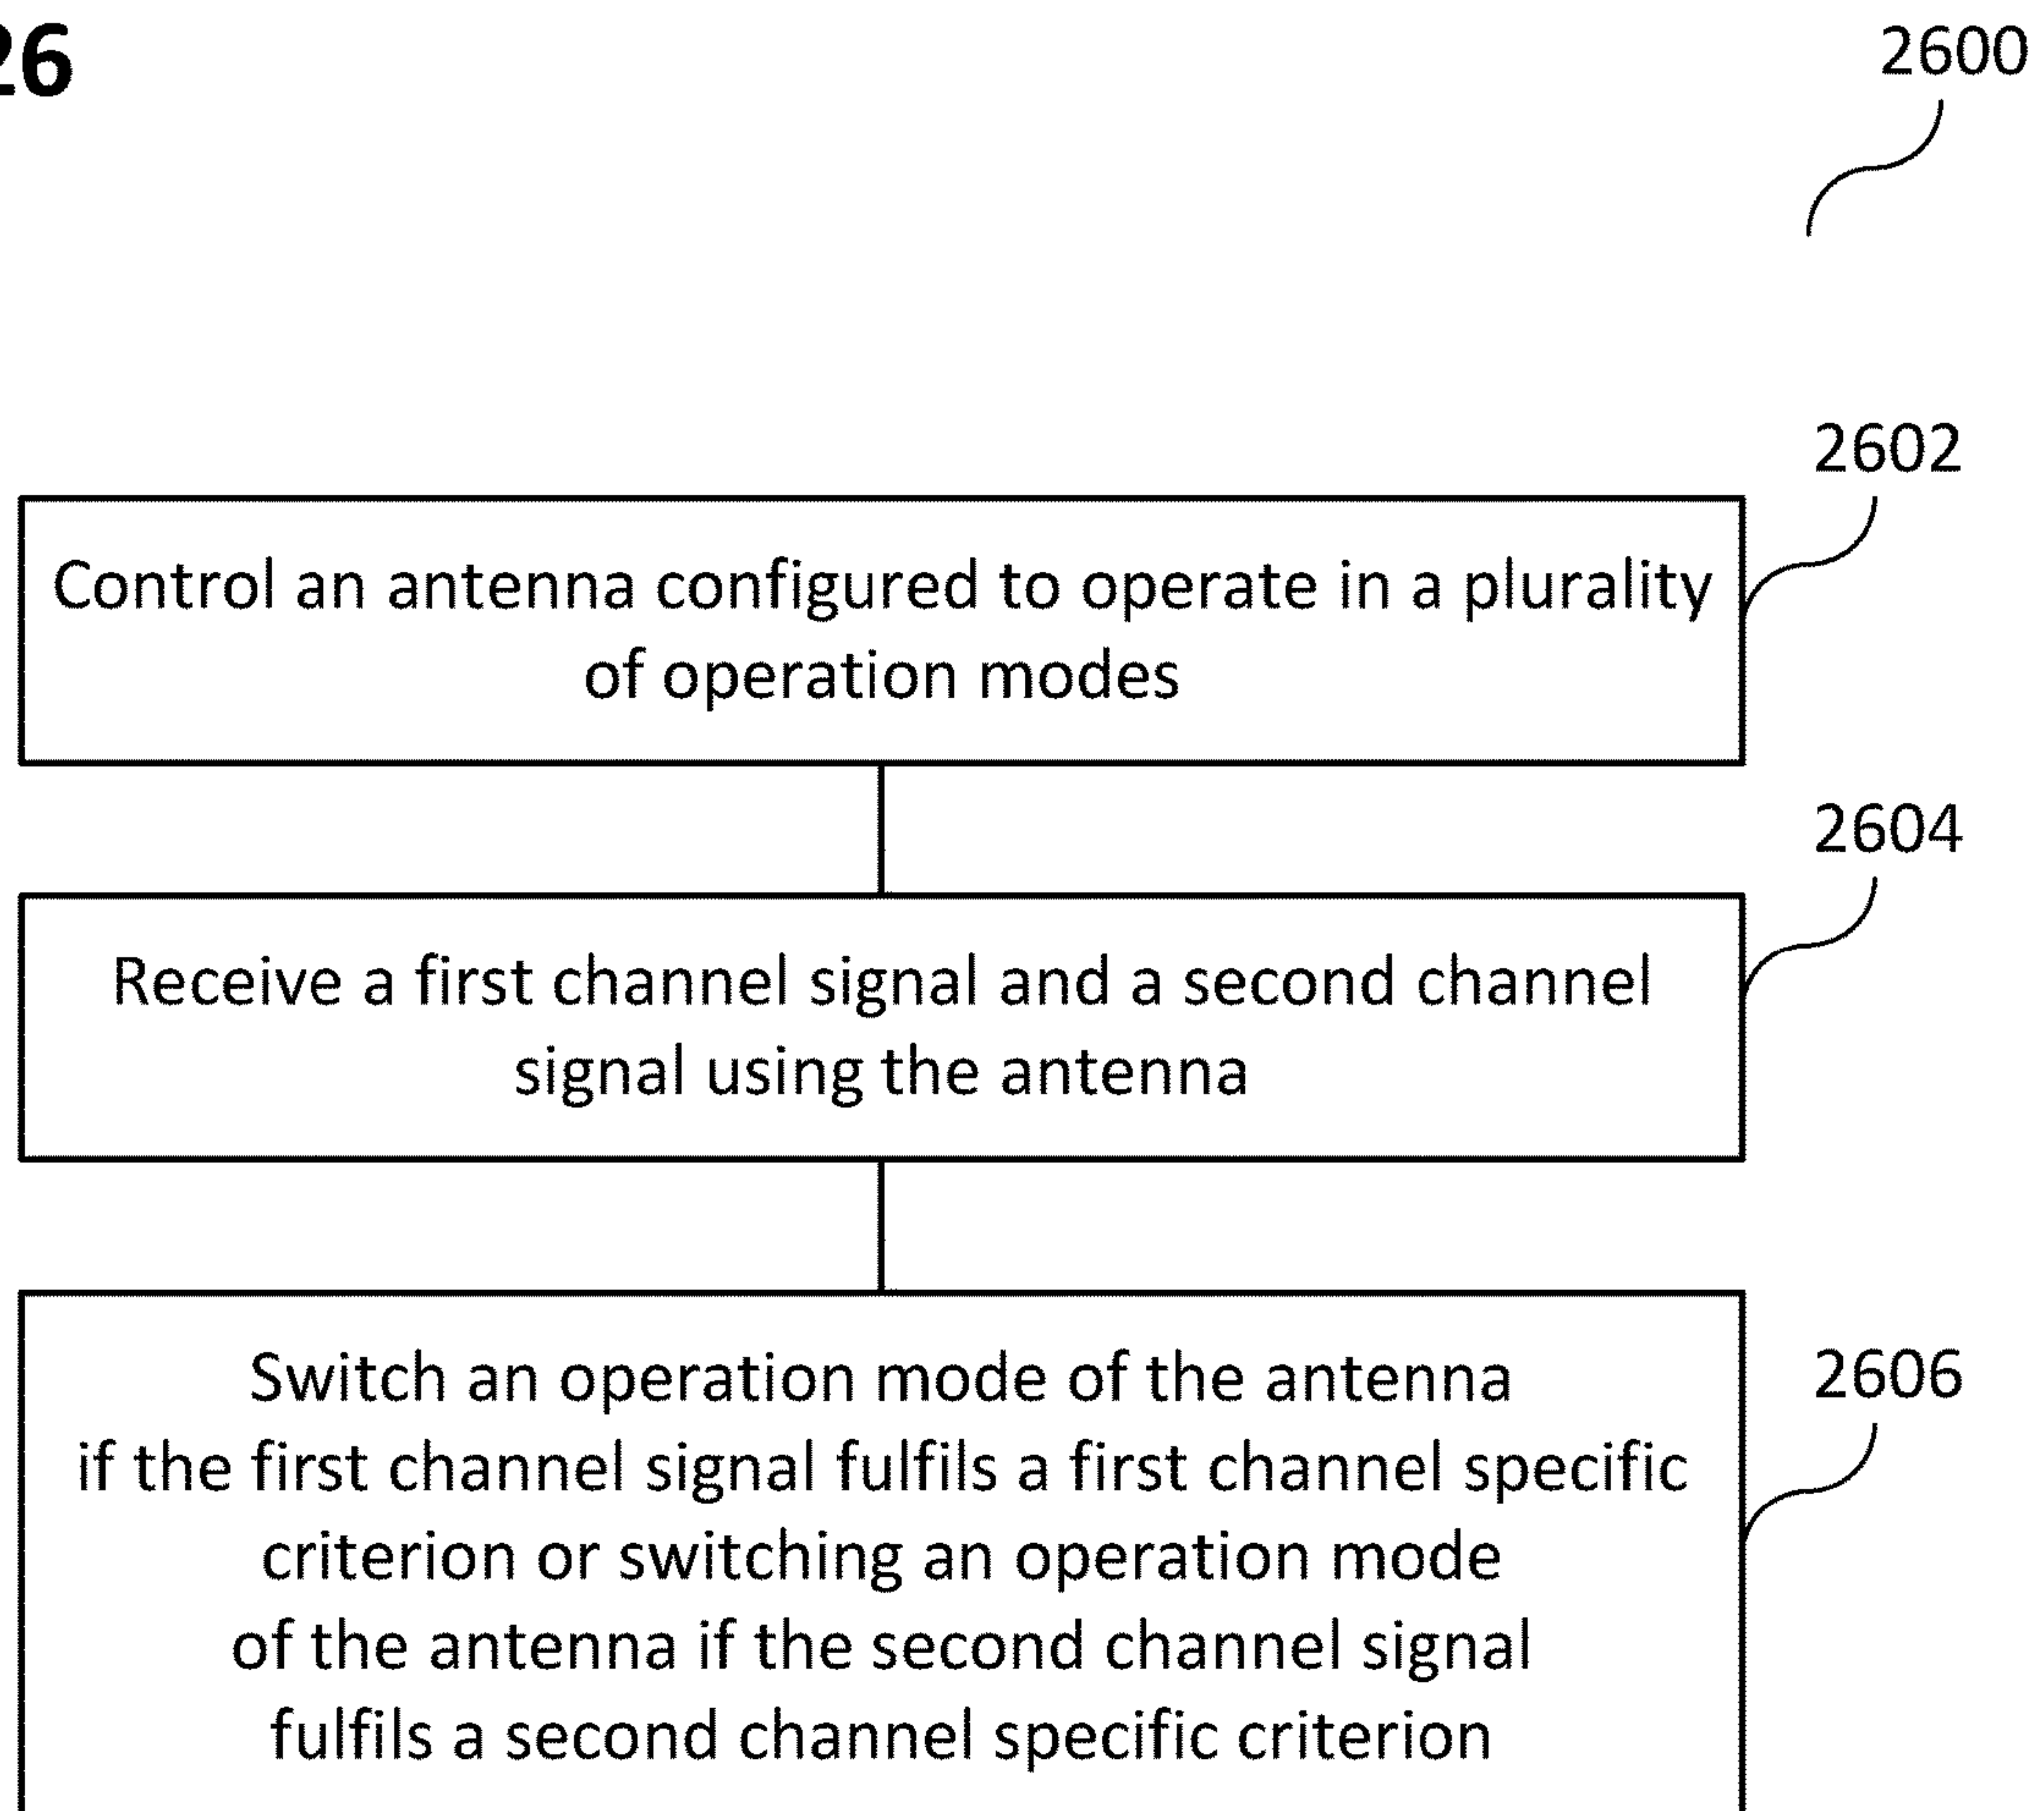 26
2600
2602
Control an antenna configured to operate in a plurality
of operation modes
2604
Receive a first channel signal and a second channel
signal using the antenna
2606
Switch an operation mode of the antenna
if the first channel signal fulfils a first channel specific
criterion or switching an operation mode
of the antenna if the second channel signal
fulfils a second channel specific criterion